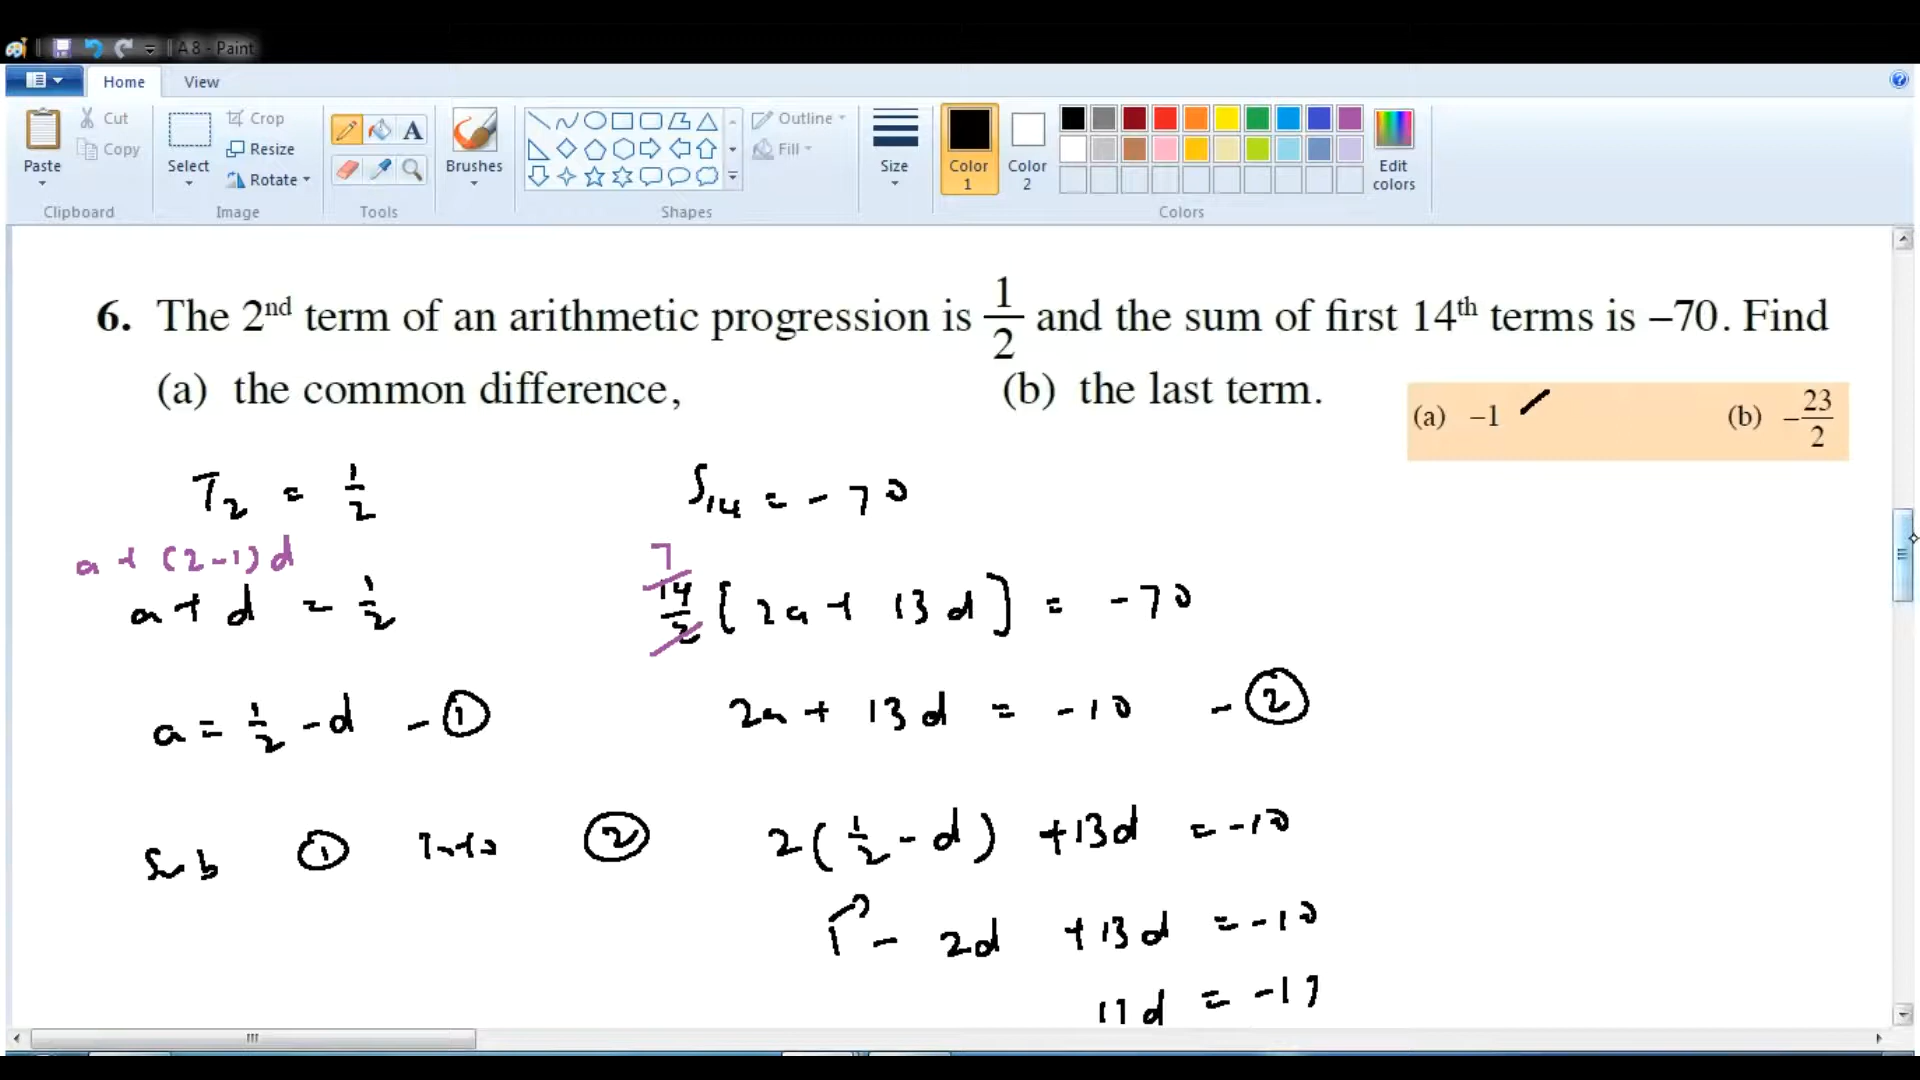 A 8 - Paint
Home View
Paste
Cut
Copy
Clipboard
Select
Crop
Resize
Rotate
Image
A
Tools
Brushes
Outline
Fill
Shapes
Size
Color 1
Color 2
Edit colors
Colors
6. The 2nd term of an arithmetic progression is 1/2 and the sum of first 14th terms is –70. Find
(a) the common difference, (b) the last term.
(a) –1 (b) –23/2
T2 = 1/2 S14 = -70
a + (2-1)d 7
a + d = 1/2 14/2 [2a + 13d] = -70
a = 1/2 - d - ① 2a + 13d = -10 - ②
Sub ① into ② 2(1/2 - d) + 13d = -10
1 - 2d + 13d = -10
11d = -11